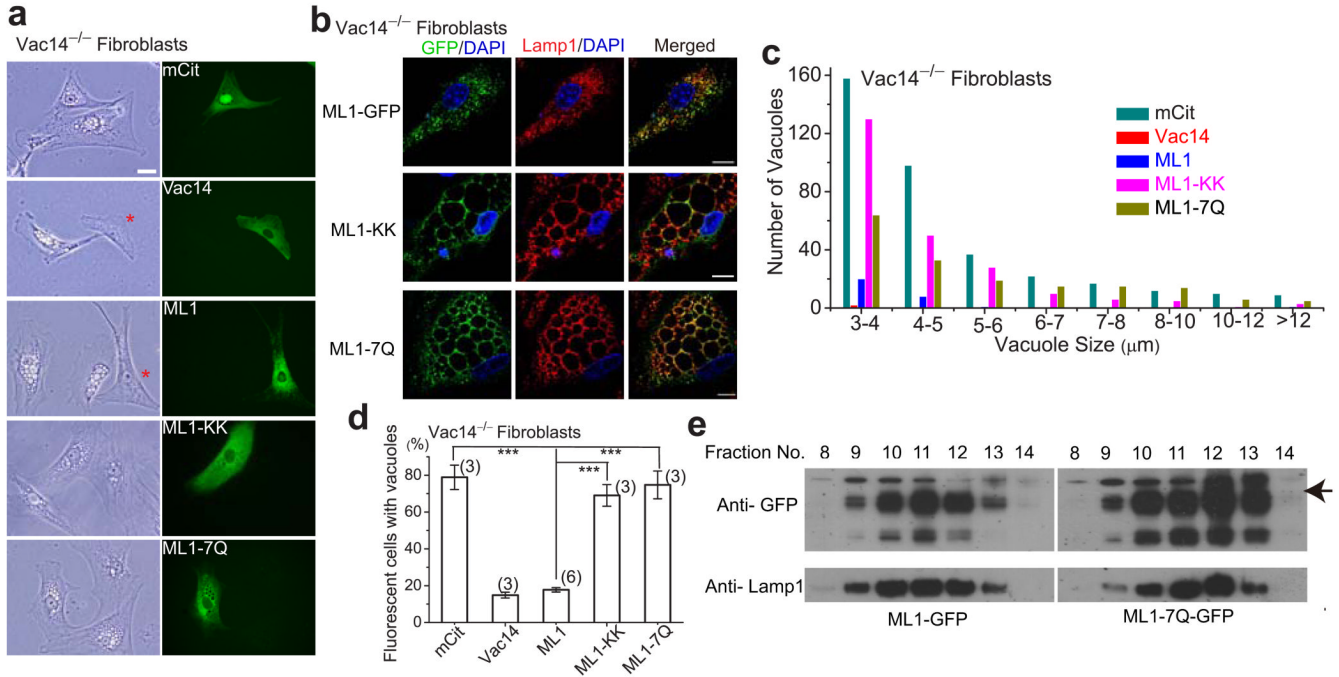 a
Vac14⁻/⁻ Fibroblasts
mCit
Vac14
*
ML1
*
ML1-KK
ML1-7Q
b
Vac14⁻/⁻ Fibroblasts
GFP/DAPI Lamp1/DAPI Merged
ML1-GFP
ML1-KK
ML1-7Q
c
Vac14⁻/⁻ Fibroblasts
Number of Vacuoles
160
120
80
40
0
mCit
Vac14
ML1
ML1-KK
ML1-7Q
3-4 4-5 5-6 6-7 7-8 8-10 10-12 >12
Vacuole Size (μm)
d
Vac14⁻/⁻ Fibroblasts
Fluorescent cells with vacuoles
(%)
100
80
60
40
20
0
(3) (3) (6) (3) (3)
*** *** ***
mCit Vac14 ML1 ML1-KK ML1-7Q
e
Fraction No. 8 9 10 11 12 13 14 8 9 10 11 12 13 14
Anti- GFP
Anti- Lamp1
ML1-GFP ML1-7Q-GFP